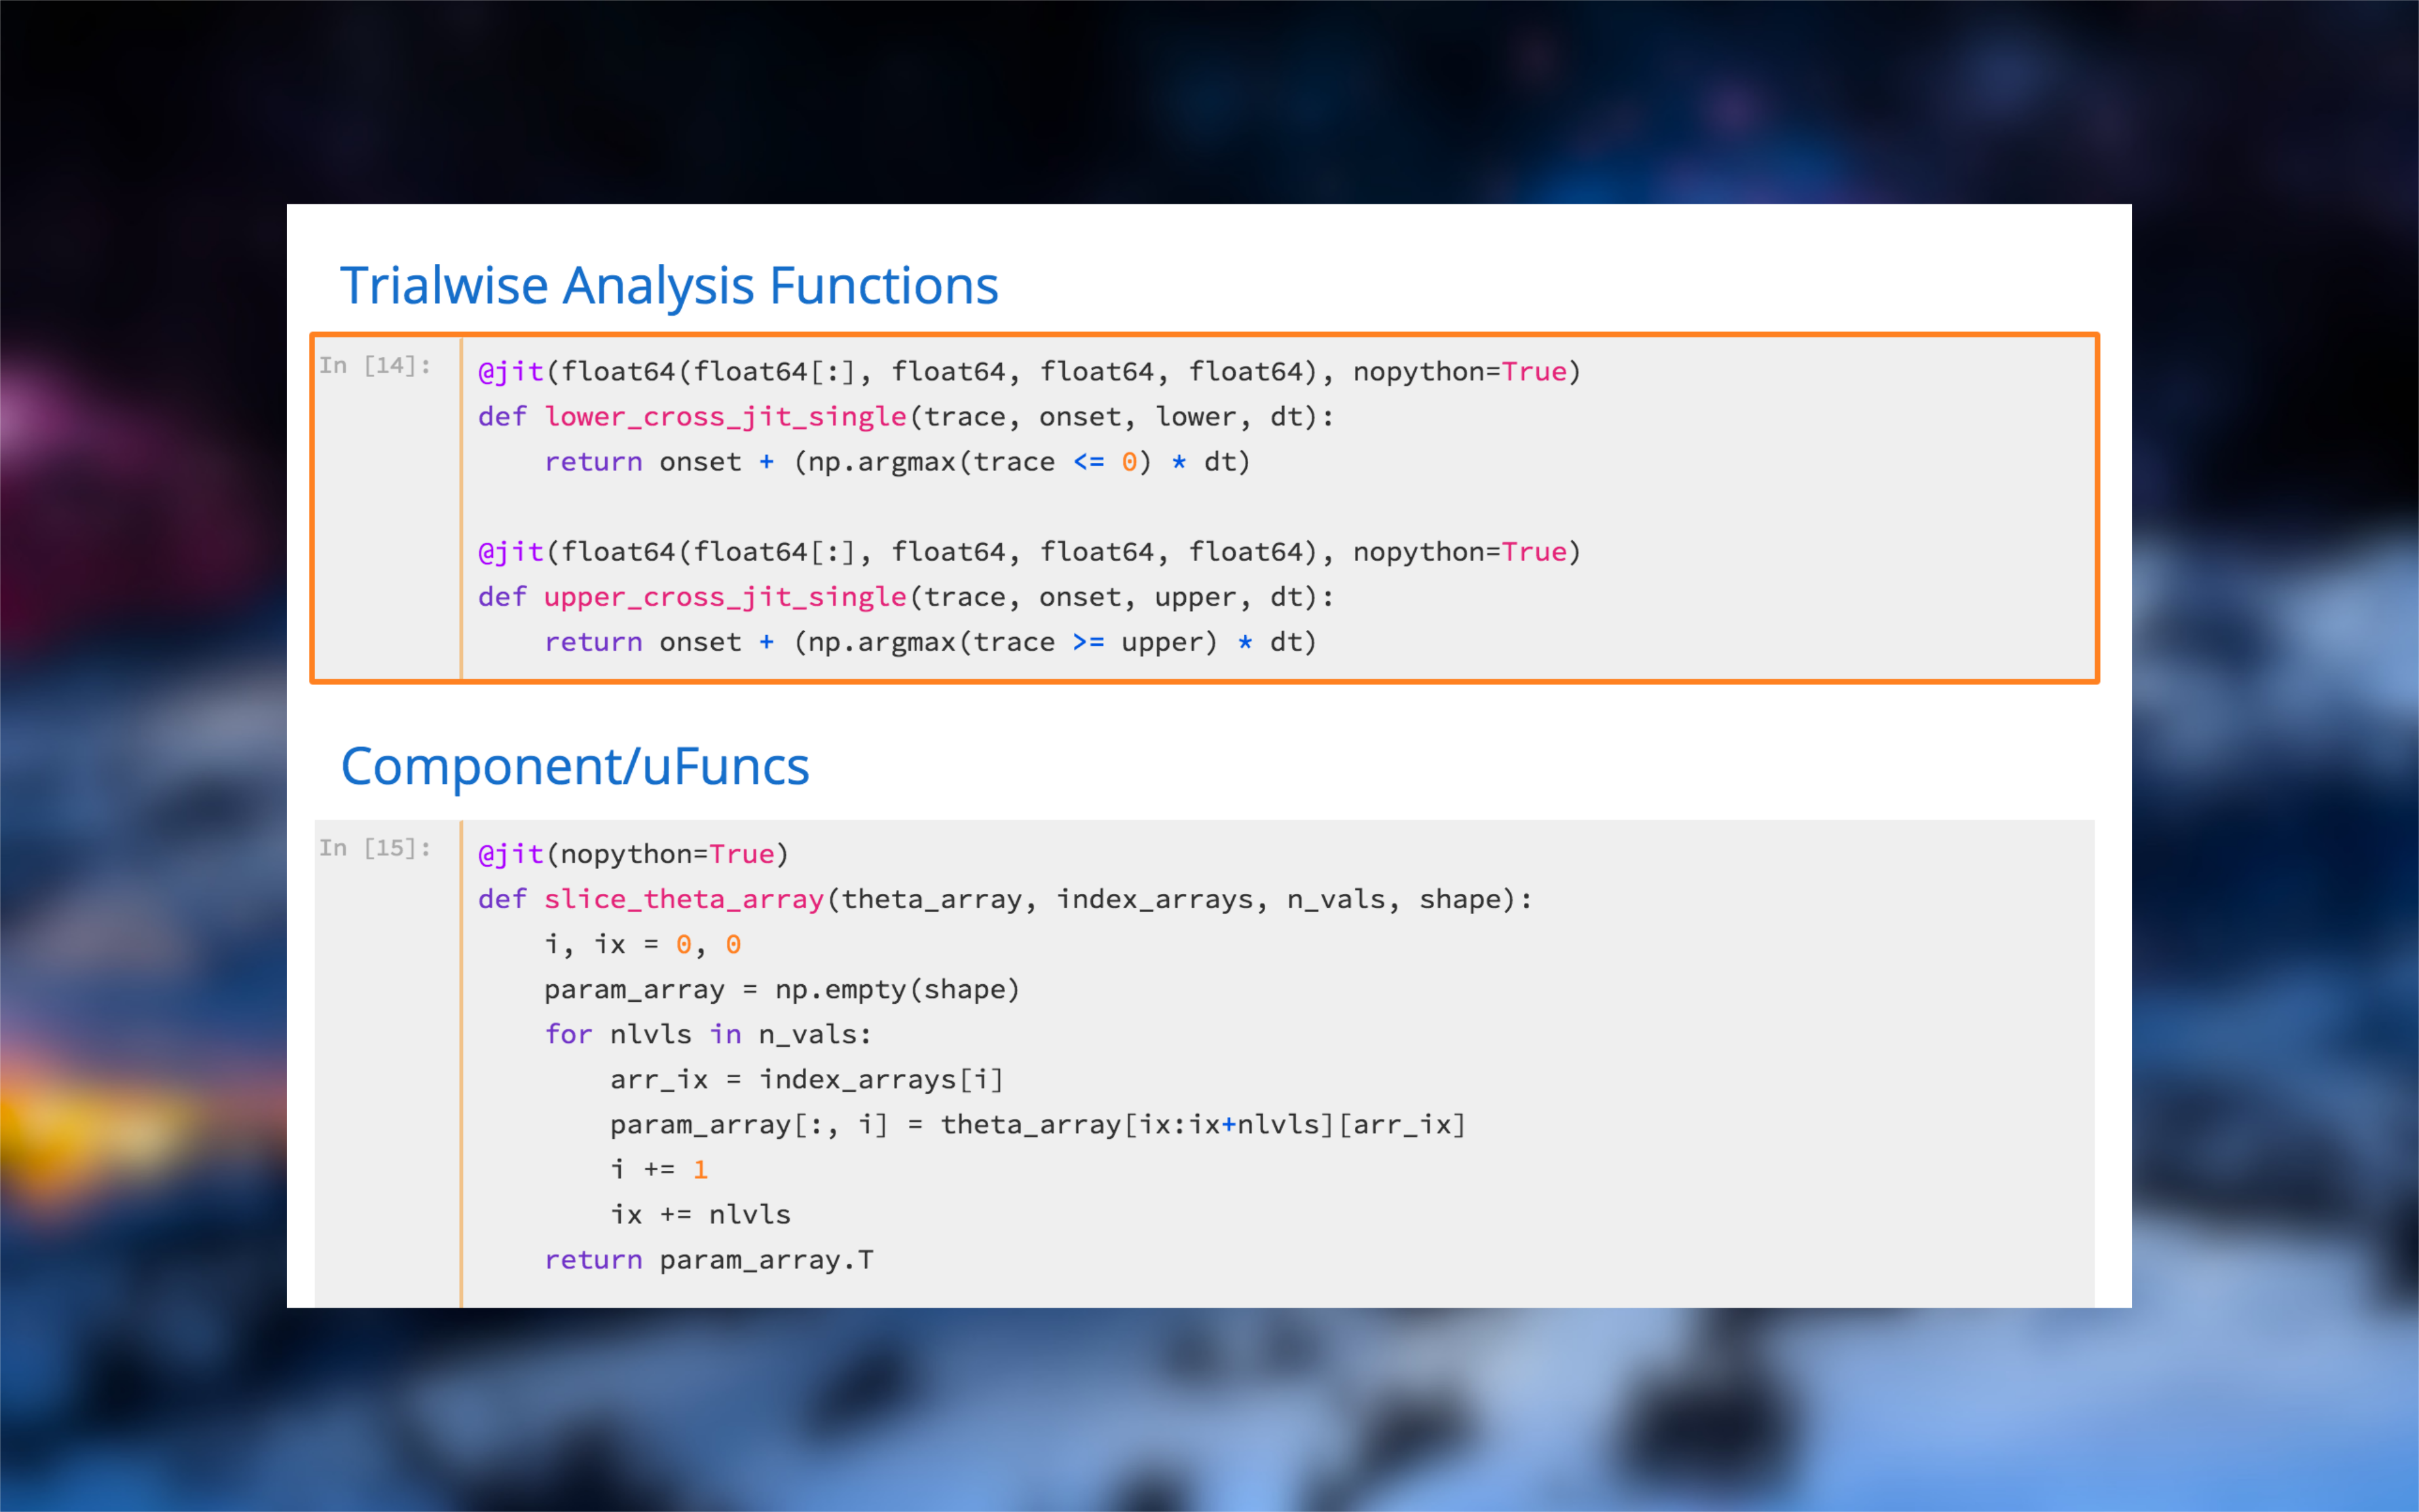 Trialwise Analysis Functions
In [14]:
@jit(float64(float64[:], float64, float64, float64), nopython=True)
def lower_cross_jit_single(trace, onset, lower, dt):
    return onset + (np.argmax(trace <= 0) * dt)
@jit(float64(float64[:], float64, float64, float64), nopython=True)
def upper_cross_jit_single(trace, onset, upper, dt):
    return onset + (np.argmax(trace >= upper) * dt)
Component/uFuncs
In [15]:
@jit(nopython=True)
def slice_theta_array(theta_array, index_arrays, n_vals, shape):
    i, ix = 0, 0
    param_array = np.empty(shape)
    for nlvls in n_vals:
        arr_ix = index_arrays[i]
        param_array[:, i] = theta_array[ix:ix+nlvls][arr_ix]
        i += 1
        ix += nlvls
    return param_array.T